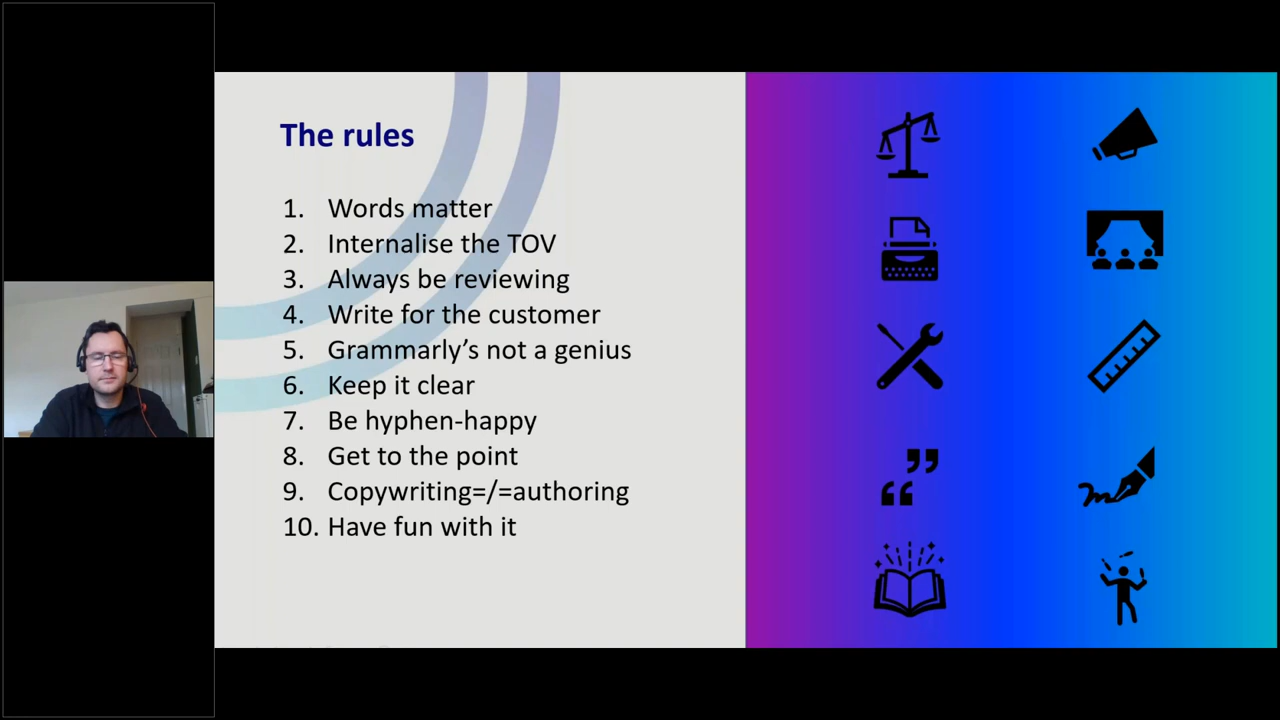 The rules
1. Words matter
2. Internalise the TOV
3. Always be reviewing
4. Write for the customer
5. Grammarly’s not a genius
6. Keep it clear
7. Be hyphen-happy
8. Get to the point
9. Copywriting=/=authoring
10. Have fun with it